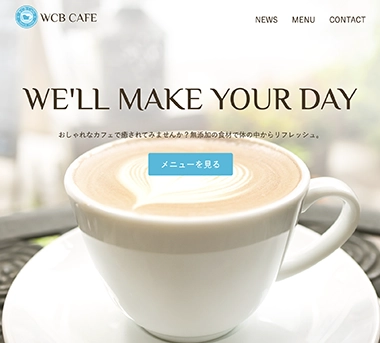 WCB CAFE
NEWS MENU CONTACT
WE'LL MAKE YOUR DAY
おしゃれなカフェで癒されてみませんか?無添加の食材で体の中からリフレッシュ。
メニューを見る